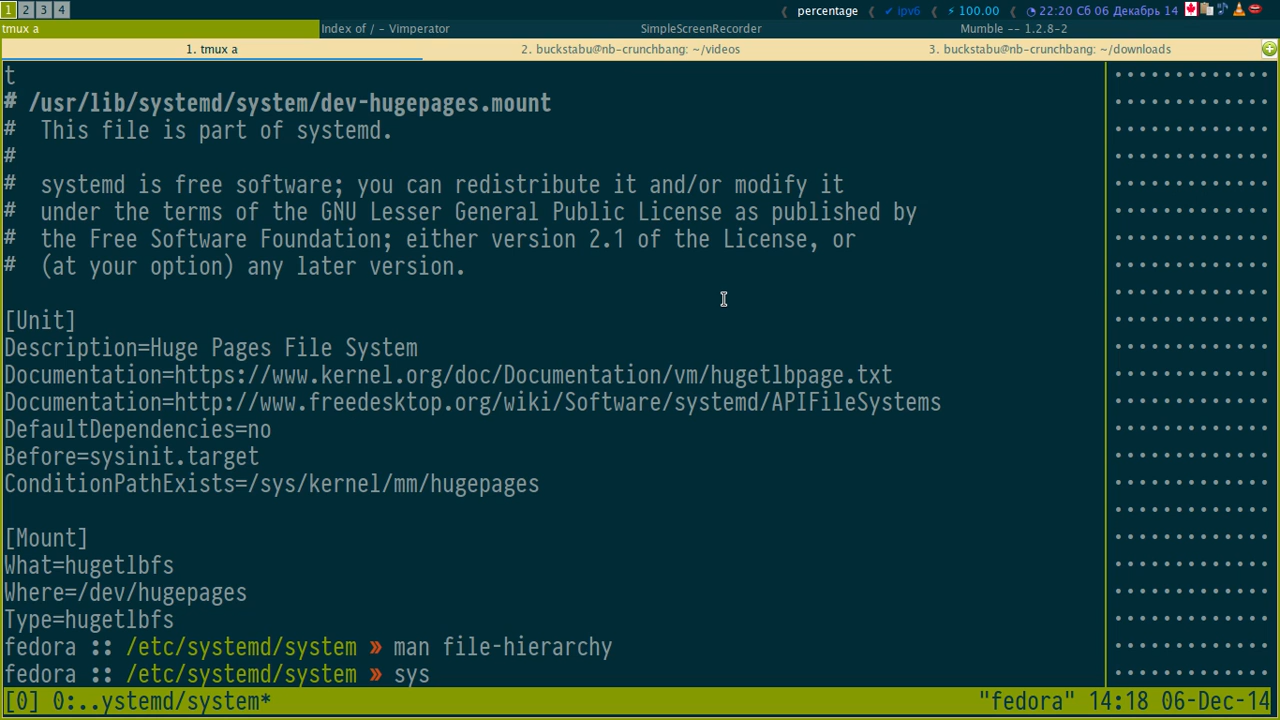 1 2 3 4 percentage ✔ ipv6 ⚡ 100.00 22:20 Сб 06 Декабрь 14
tmux a Index of / - Vimperator SimpleScreenRecorder Mumble -- 1.2.8-2
1. tmux a 2. buckstabu@nb-crunchbang: ~/videos 3. buckstabu@nb-crunchbang: ~/downloads
t
# /usr/lib/systemd/system/dev-hugepages.mount
#  This file is part of systemd.
#
#  systemd is free software; you can redistribute it and/or modify it
#  under the terms of the GNU Lesser General Public License as published by
#  the Free Software Foundation; either version 2.1 of the License, or
#  (at your option) any later version.
[Unit]
Description=Huge Pages File System
Documentation=https://www.kernel.org/doc/Documentation/vm/hugetlbpage.txt
Documentation=http://www.freedesktop.org/wiki/Software/systemd/APIFileSystems
DefaultDependencies=no
Before=sysinit.target
ConditionPathExists=/sys/kernel/mm/hugepages
[Mount]
What=hugetlbfs
Where=/dev/hugepages
Type=hugetlbfs
fedora :: /etc/systemd/system » man file-hierarchy
fedora :: /etc/systemd/system » sys
[0] 0:..ystemd/system* "fedora" 14:18 06-Dec-14